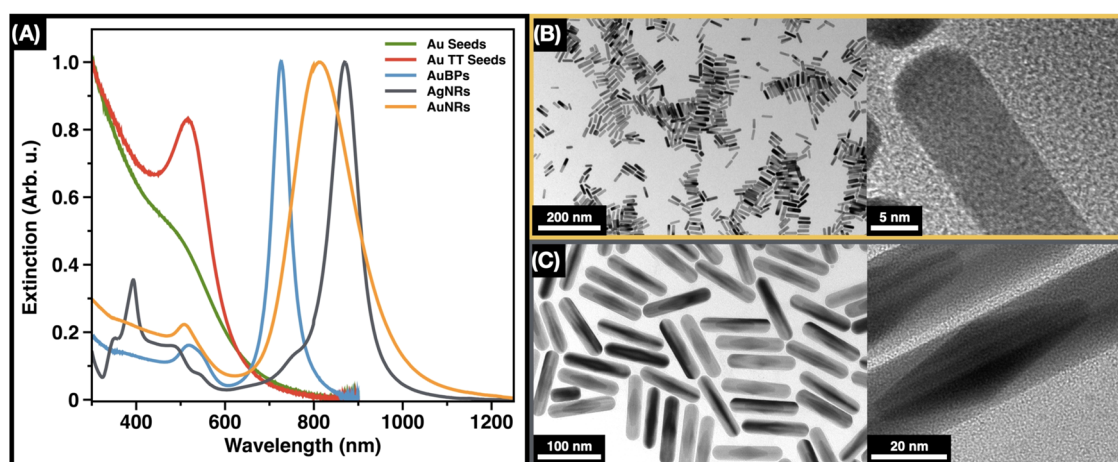 (A)
Au Seeds
Au TT Seeds
AuBPs
AgNRs
AuNRs
1.0
0.8
0.6
0.4
0.2
0
Extinction (Arb. u.)
400 600 800 1000 1200
Wavelength (nm)
(B)
200 nm
5 nm
(C)
100 nm
20 nm